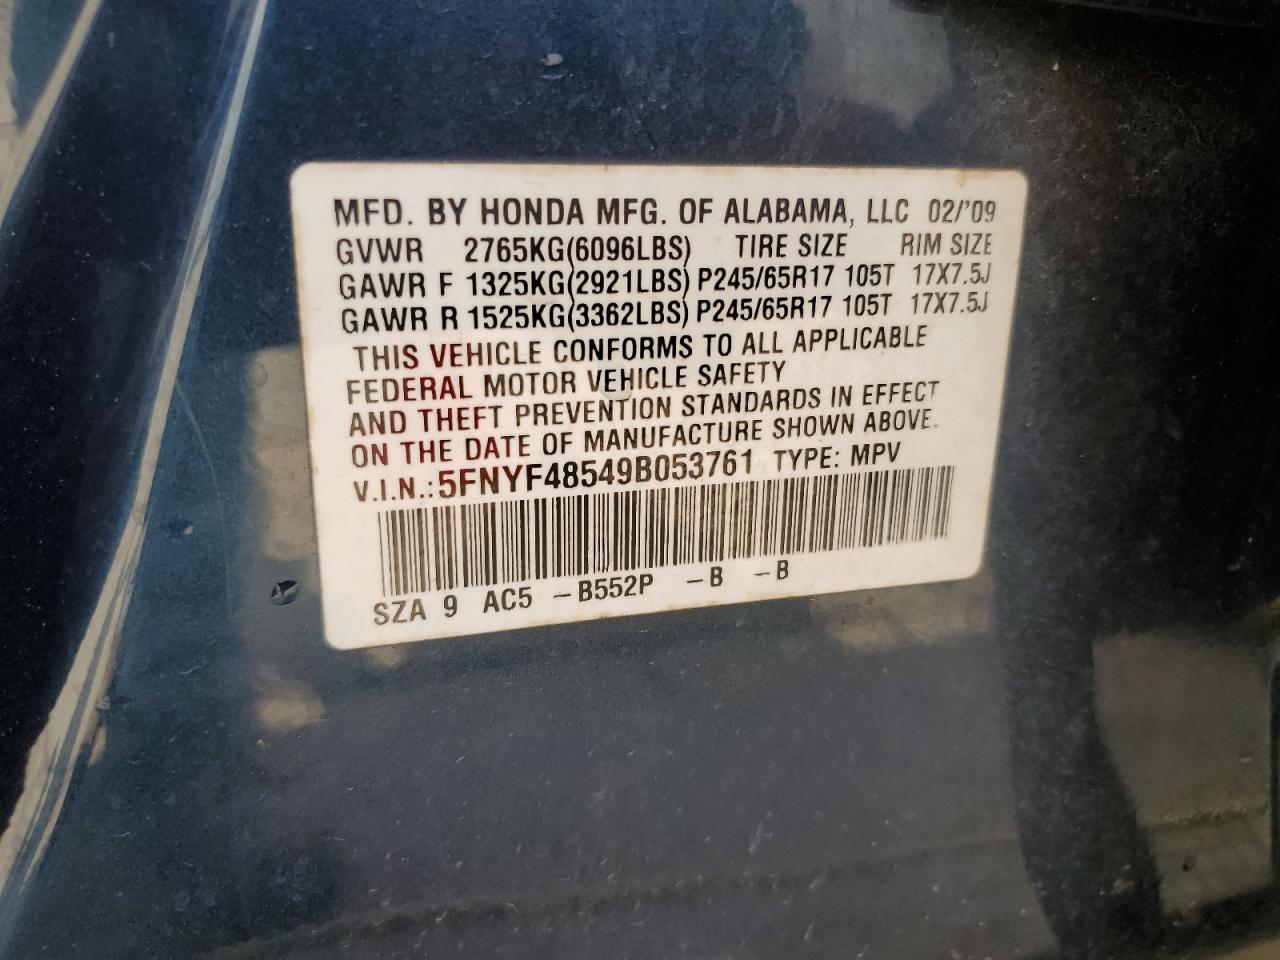 MFD. BY HONDA MFG. OF ALABAMA, LLC 02/'09
GVWR 2765KG(6096LBS) TIRE SIZE RIM SIZE
GAWR F 1325KG(2921LBS) P245/65R17 105T 17X7.5J
GAWR R 1525KG(3362LBS) P245/65R17 105T 17X7.5J
THIS VEHICLE CONFORMS TO ALL APPLICABLE
FEDERAL MOTOR VEHICLE SAFETY
AND THEFT PREVENTION STANDARDS IN EFFECT
ON THE DATE OF MANUFACTURE SHOWN ABOVE.
V.I.N.: 5FNYF48549B053761 TYPE: MPV
SZA 9 AC5 -B552P -B -B